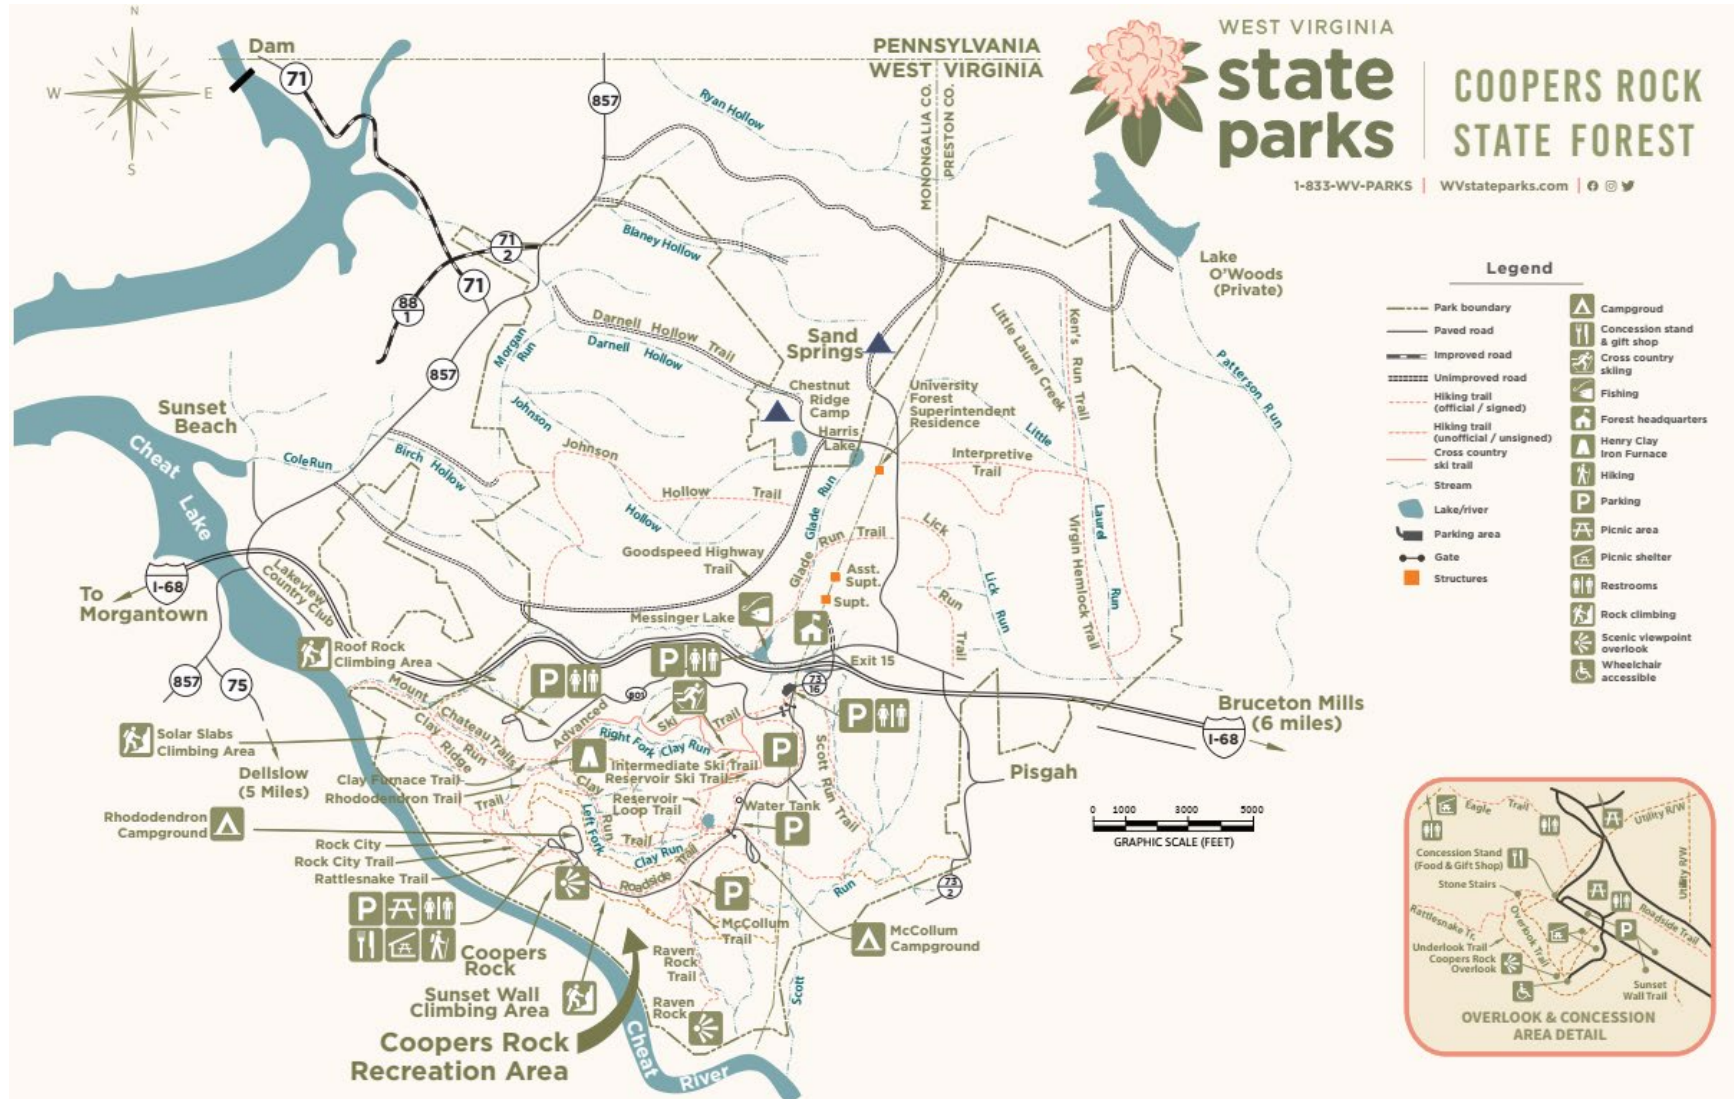 N
W
E
S
Dam
71
857
PENNSYLVANIA
WEST VIRGINIA
MONONGALIA CO.
PRESTON CO.
Ryan Hollow
WEST VIRGINIA
state
parks
COOPERS ROCK
STATE FOREST
1-833-WV-PARKS
WVstateparks.com
71
2
71
88
1
857
Blaney Hollow
Lake
O'Woods
(Private)
Patterson Run
Morgan
Run
Darnell Hollow Trail
Darnell Hollow
Sand
Springs
Chestnut
Ridge
Camp
Harris
Lake
University
Forest
Superintendent
Residence
Little Laurel Creek
Ken's Run Trail
Little
Laurel
Run
Interpretive
Trail
Virgin Hemlock Trail
Sunset
Beach
Cole Run
Birch Hollow
Johnson
Hollow
Johnson
Hollow Trail
Goodspeed Highway
Trail
Glade Run
Glade Run Trail
Lick
Run
Trail
Lick Run
Asst.
Supt.
Supt.
Cheat
Lake
I-68
To
Morgantown
Lakeview
Country Club
857
75
Dellslow
(5 Miles)
Messinger Lake
Exit 15
73
16
Roof Rock
Climbing Area
Solar Slabs
Climbing Area
Mount
Chateau Trails
Clay Run
Ridge
Trail
Advanced
Ski Trail
Right Fork Clay Run
Intermediate Ski Trail
Reservoir Ski Trail
Clay Furnace Trail
Rhododendron Trail
Clay
Run
Trail
Reservoir
Loop Trail
Water Tank
Left Fork
Clay Run
Scott Run Trail
Rhododendron
Campground
Rock City
Rock City Trail
Rattlesnake Trail
Roadside
Trail
McCollum
Trail
McCollum
Campground
Coopers
Rock
Sunset Wall
Climbing Area
Raven
Rock
Trail
Raven
Rock
Coopers Rock
Recreation Area
Cheat
River
Scott
Run
73
2
Pisgah
Bruceton Mills
(6 miles)
I-68
P
P
P
P
P
P
P
0 1000 3000 5000
GRAPHIC SCALE (FEET)
Legend
Park boundary
Paved road
Improved road
Unimproved road
Hiking trail
(official / signed)
Hiking trail
(unofficial / unsigned)
Cross country
ski trail
Stream
Lake/river
Parking area
Gate
Structures
Campgroud
Concession stand
& gift shop
Cross country
skiing
Fishing
Forest headquarters
Henry Clay
Iron Furnace
Hiking
P
Parking
Picnic area
Picnic shelter
Restrooms
Rock climbing
Scenic viewpoint
overlook
Wheelchair
accessible
Eagle Trail
Utility R/W
Utility R/W
Concession Stand
(Food & Gift Shop)
Stone Stairs
Rattlesnake Tr.
Overlook Trail
Underlook Trail
Coopers Rock
Overlook
P
Roadside Trail
Sunset
Wall Trail
OVERLOOK & CONCESSION
AREA DETAIL